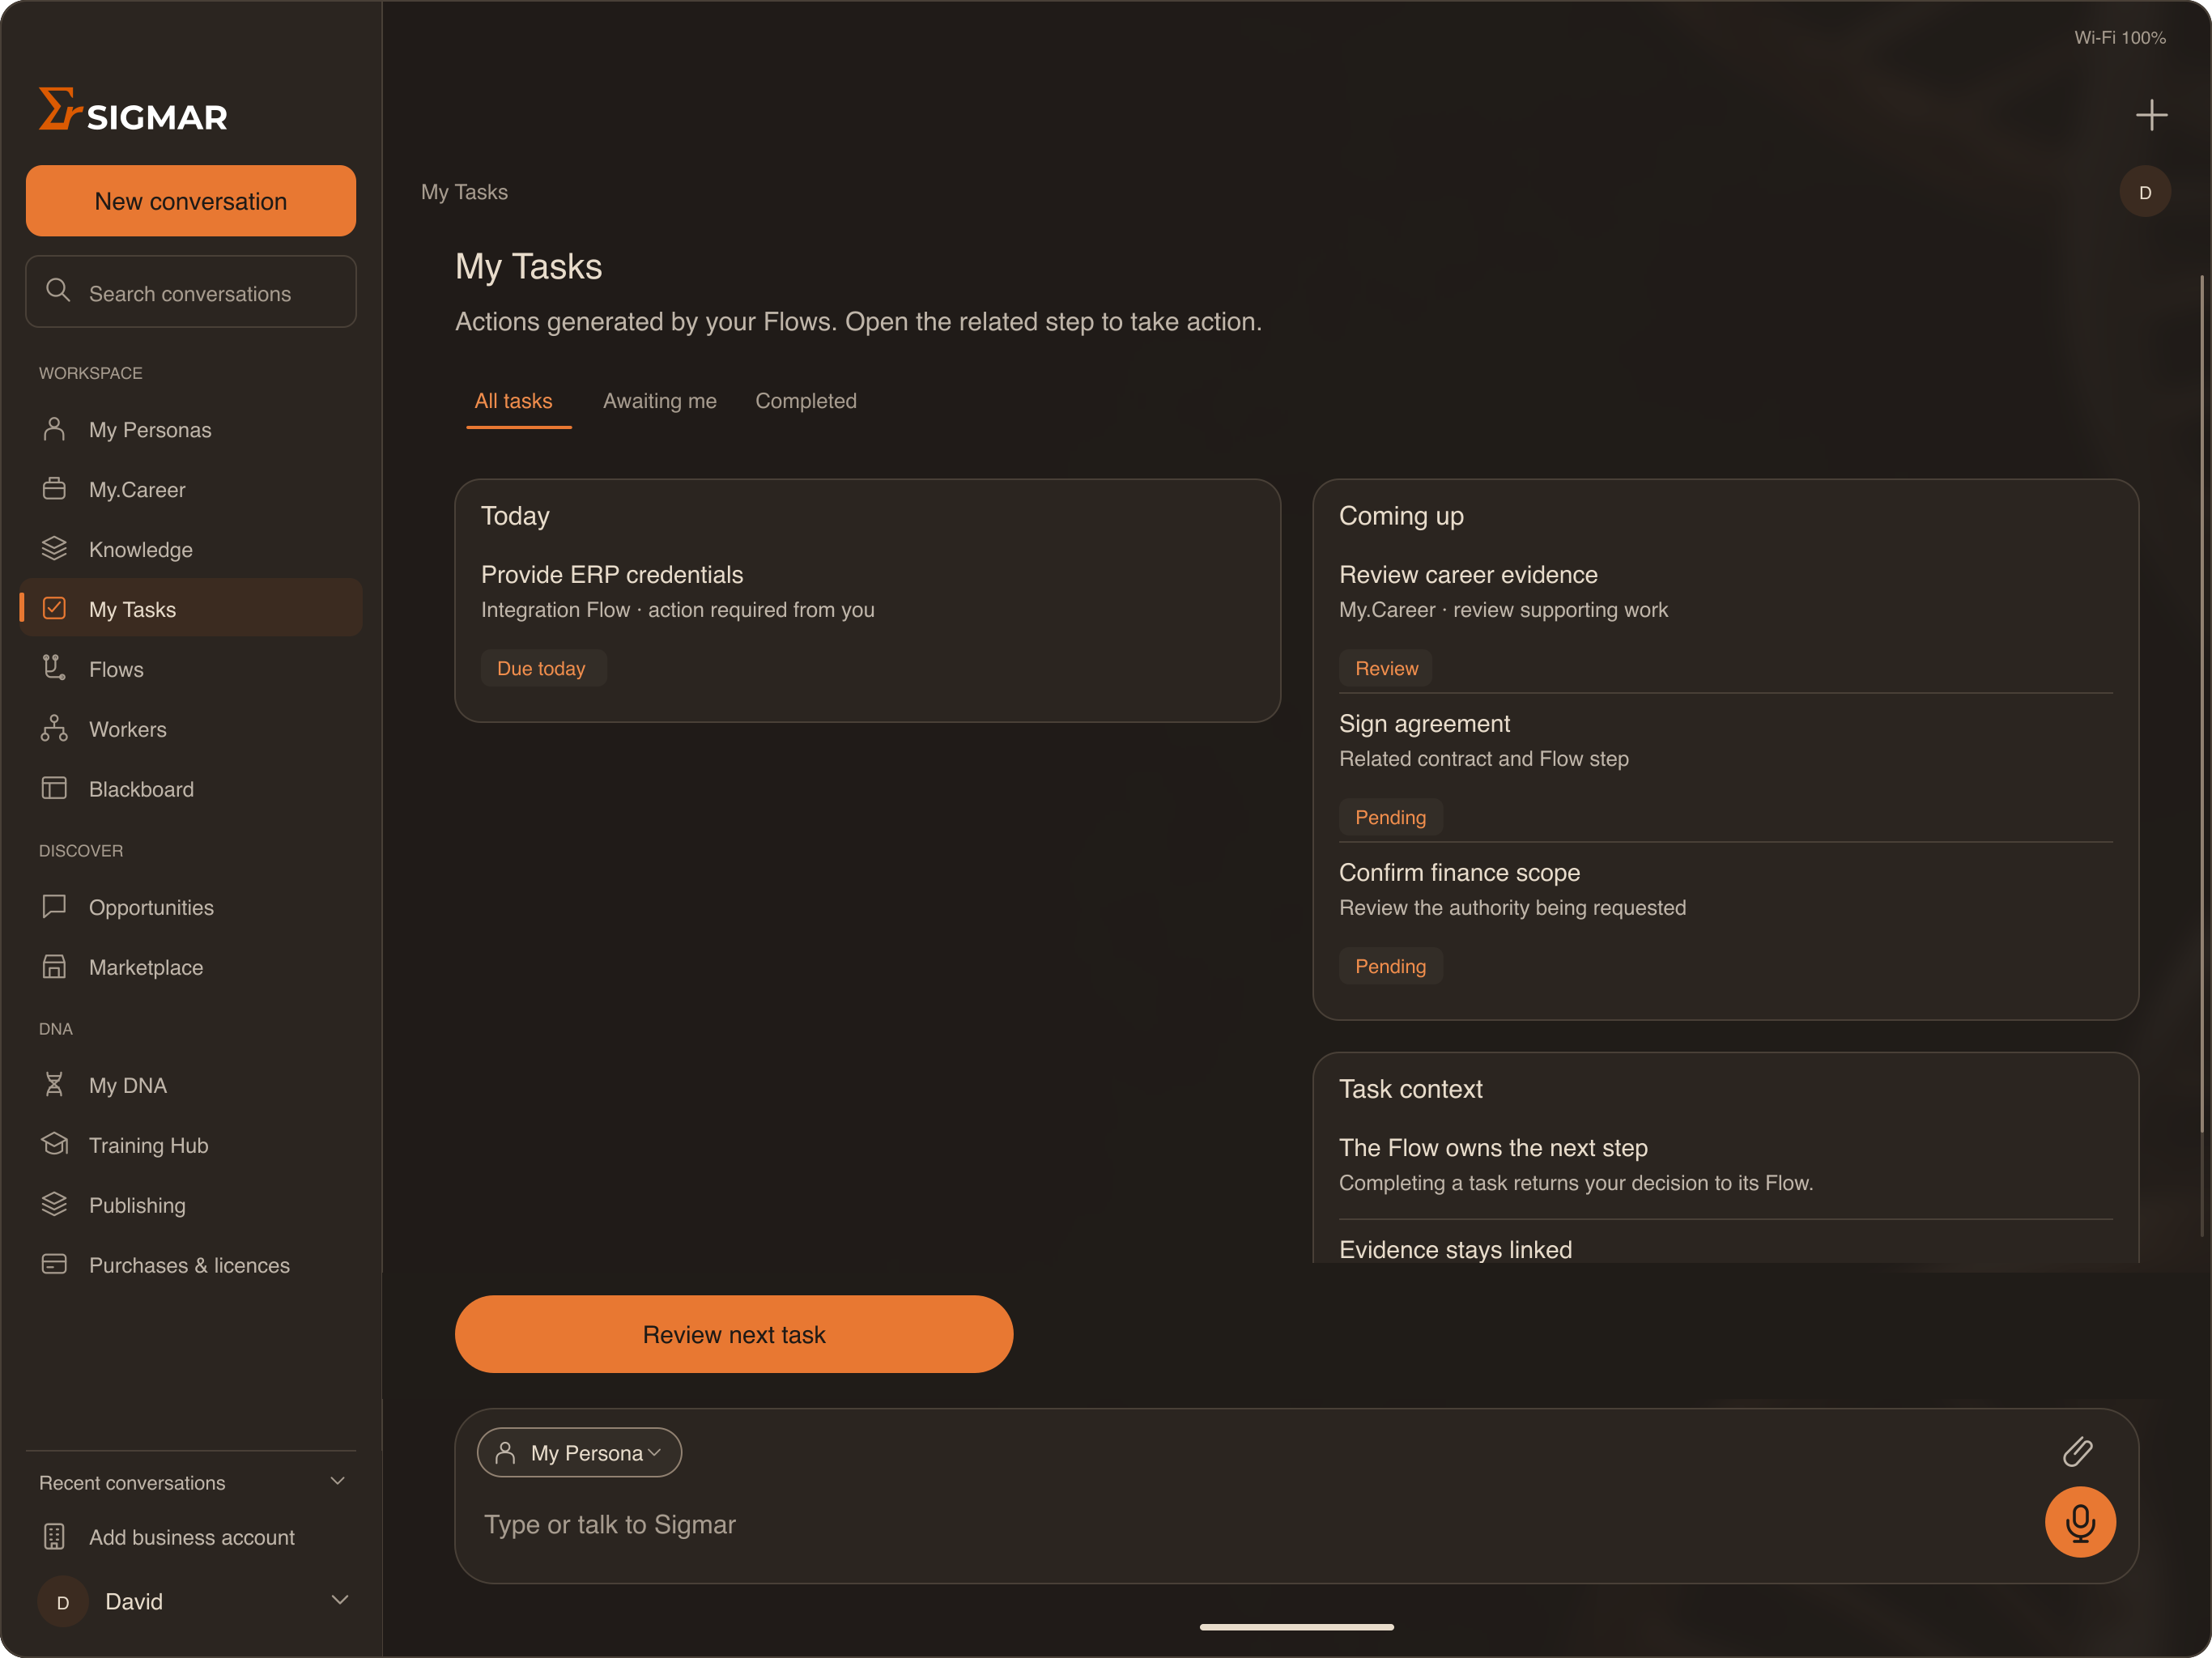 Wi-Fi 100%
Σr SIGMAR
New conversation
Search conversations
WORKSPACE
My Personas
My.Career
Knowledge
My Tasks
Flows
Workers
Blackboard
DISCOVER
Opportunities
Marketplace
DNA
My DNA
Training Hub
Publishing
Purchases & licences
Recent conversations
Add business account
D
David
My Tasks
D
My Tasks
Actions generated by your Flows. Open the related step to take action.
All tasks
Awaiting me
Completed
Today
Provide ERP credentials
Integration Flow · action required from you
Due today
Coming up
Review career evidence
My.Career · review supporting work
Review
Sign agreement
Related contract and Flow step
Pending
Confirm finance scope
Review the authority being requested
Pending
Task context
The Flow owns the next step
Completing a task returns your decision to its Flow.
Evidence stays linked
Review next task
My Persona
Type or talk to Sigmar